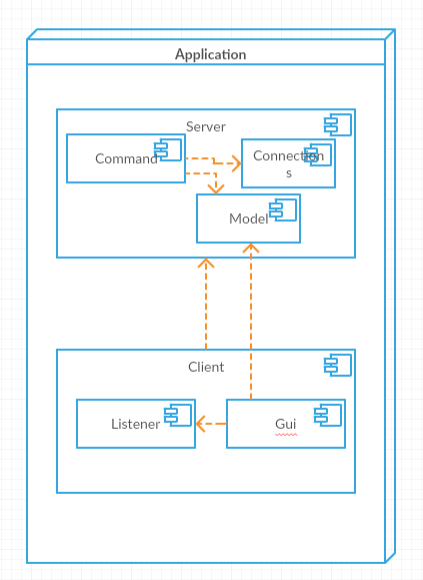 Application
Server
Command
Connection
s
Model
Client
Listener
Gui